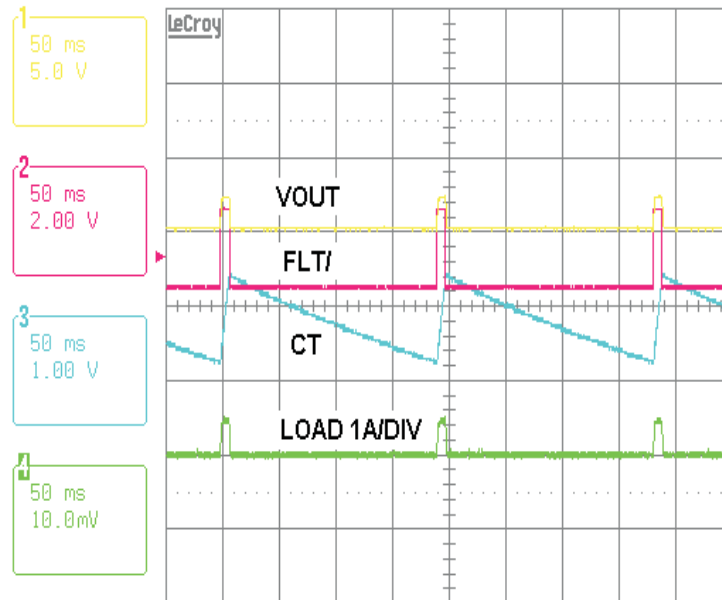 1
50 ms
5.0 V
2
50 ms
2.00 V
3
50 ms
1.00 V
4
50 ms
10.0mV
LeCroy
VOUT
FLT/
CT
LOAD 1A/DIV